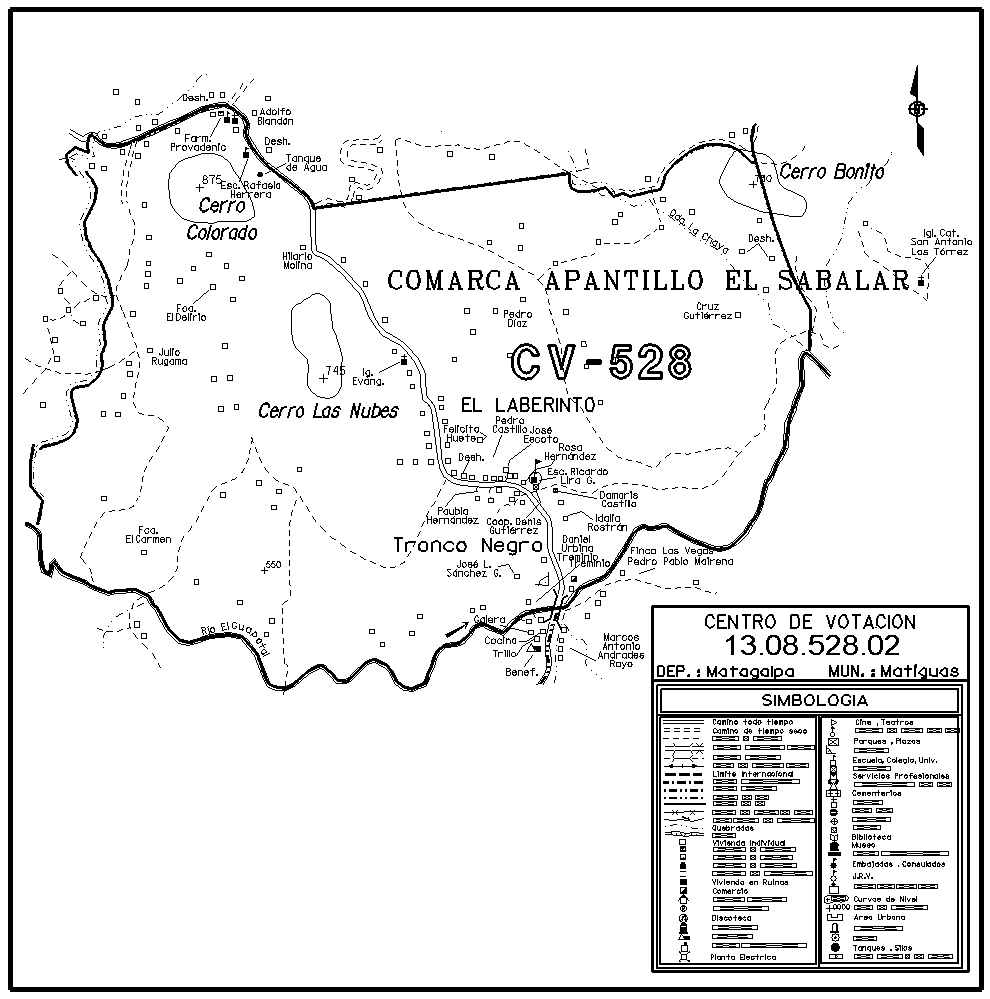 Desh.
Adolfo
Blandón
Farm.
Provadenic
Desh.
Tanque
de Agua
875
Esc. Rafaela
Herrera
Cerro
Colorado
Cerro Bonito
Qda. La Chaya
Desh.
Igl. Cat.
San Antonio
Las Tórrez
Hilario
Molina
COMARCA APANTILLO EL SABALAR
Fca.
El Delirio
Pedro
Díaz
Cruz
Gutiérrez
Julio
Rugama
745
Ig.
Evang.
CV-528
Cerro Las Nubes
EL LABERINTO
Felícita
Huete
Pedro
Castillo
José
Escoto
Rosa
Hernández
Desh.
Esc. Ricardo
Lira G.
Paubla
Hernández
Damaris
Castilla
Coop. Denis
Gutiérrez
Idalia
Rostrán
Fca.
El Carmen
Tronco Negro
Daniel
Urbina
Treminio
Treminio
Finca Las Vegas
Pedro Pablo Mairena
José L.
Sánchez G.
550
Río El Guapotal
Galera
Cocina
Trillo
Benef.
Marcos
Antonio
Andrades
Rayo
CENTRO DE VOTACION
13.08.528.02
DEP.: Matagalpa MUN.: Matiguas
SIMBOLOGIA
Camino todo tiempo
Camino de tiempo seco
Limite Internacional
Quebradas
Vivienda Individual
Vivienda en Ruinas
Comercio
Discoteca
Planta Electrica
Cine, Teatros
Parques, Plazas
Escuela, Colegio, Univ.
Servicios Profesionales
Cementerios
Biblioteca
Museo
Embajadas, Consulados
J.R.V.
Curvas de Nivel
Area Urbana
Tanques, Silos